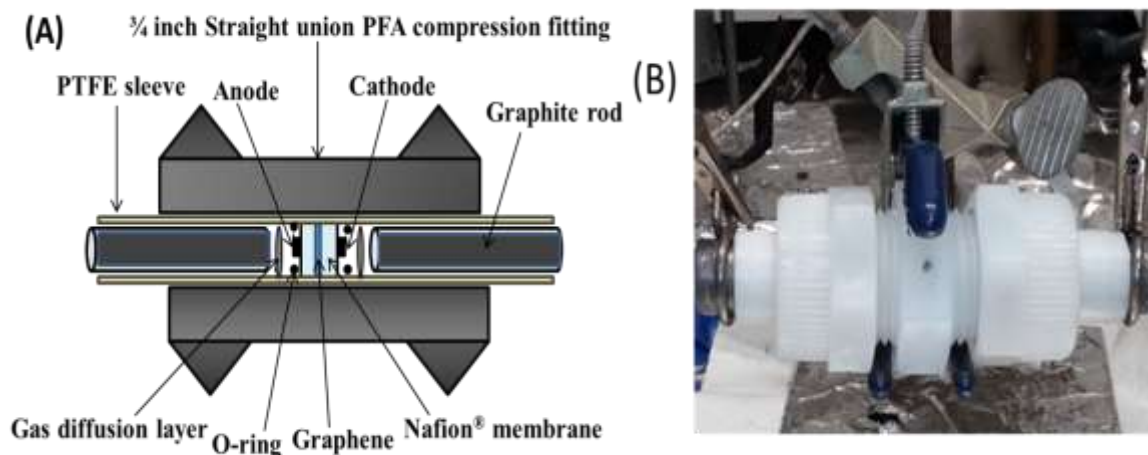 (A)
¾ inch Straight union PFA compression fitting
PTFE sleeve
Anode
Cathode
Graphite rod
Gas diffusion layer
O-ring
Graphene
Nafion® membrane
(B)